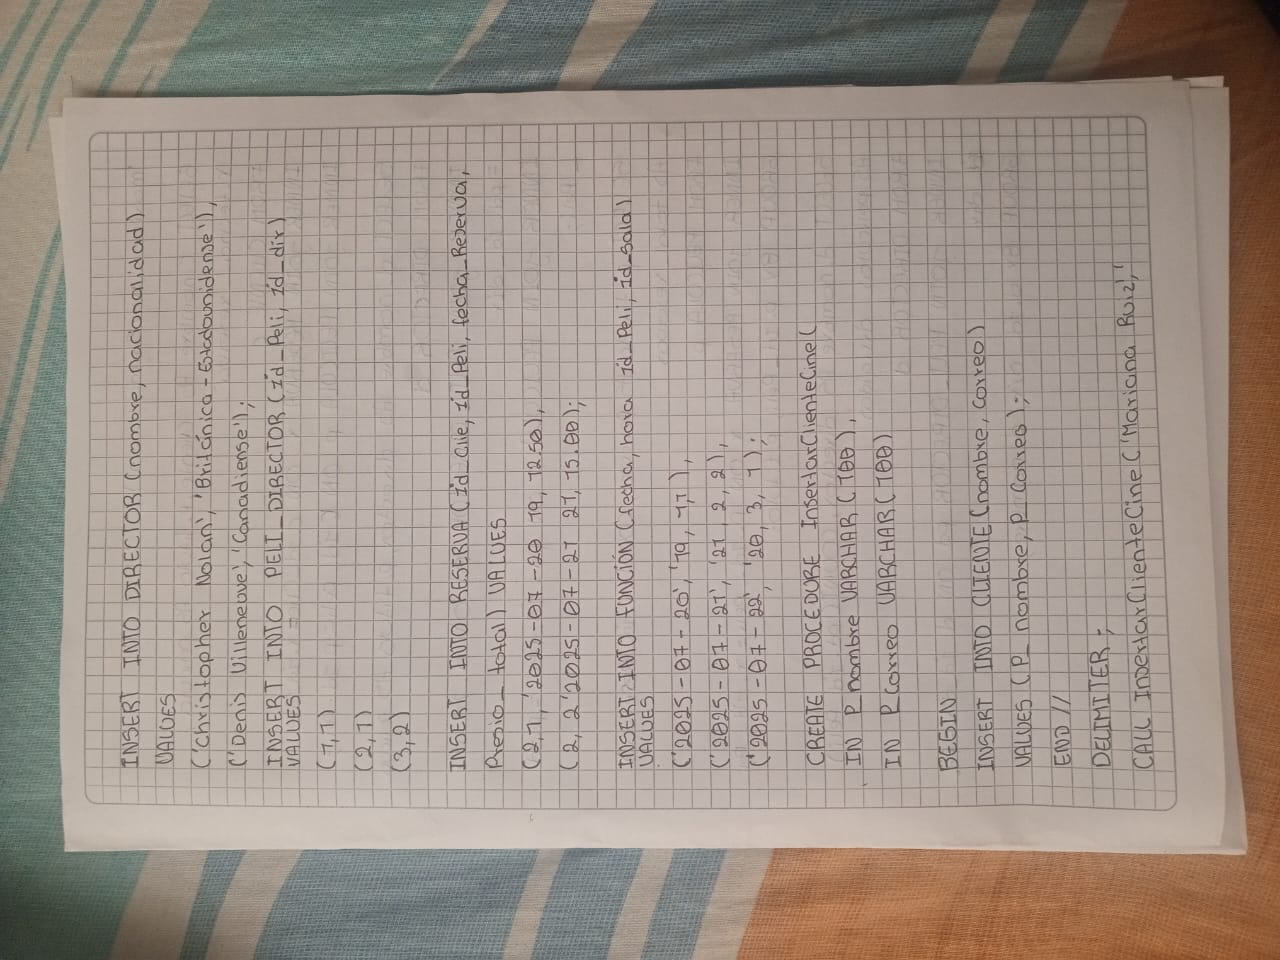 INSERT INTO DIRECTOR (nombre, nacionalidad)
VALUES
('Christopher Nolan', 'Británica - Estadounidense'),
('Denis Villeneuve', 'Canadiense');
INSERT INTO PELI_DIRECTOR (id_Peli, id_dir)
VALUES
(1,1)
(2,1)
(3,2)
INSERT INTO RESERVA (Id_Clie, id_Peli, fecha_Reserva,
Presio_total) VALUES
(2,1, '2025-07-20 19, 12.50),
(2, 2 '2025-07-21 21, 15.00);
INSERT INTO FUNCION (fecha, hora id_Peli, id_sala)
VALUES
('2025-07-20', '19, 1,1),
('2025-07-21', '21, 2, 2),
('2025-07-22', '20, 3, 1);
CREATE PROCEDURE InsertarClienteCine(
IN P_nombre VARCHAR (100),
IN P_Correo VARCHAR (100)
BEGIN
INSERT INTO CLIENTE (nombre, Correo)
VALUES (P_nombre, P_Correo);
END //
DELIMITER;
CALL InsertarClienteCine ('Mariana Ruiz', '